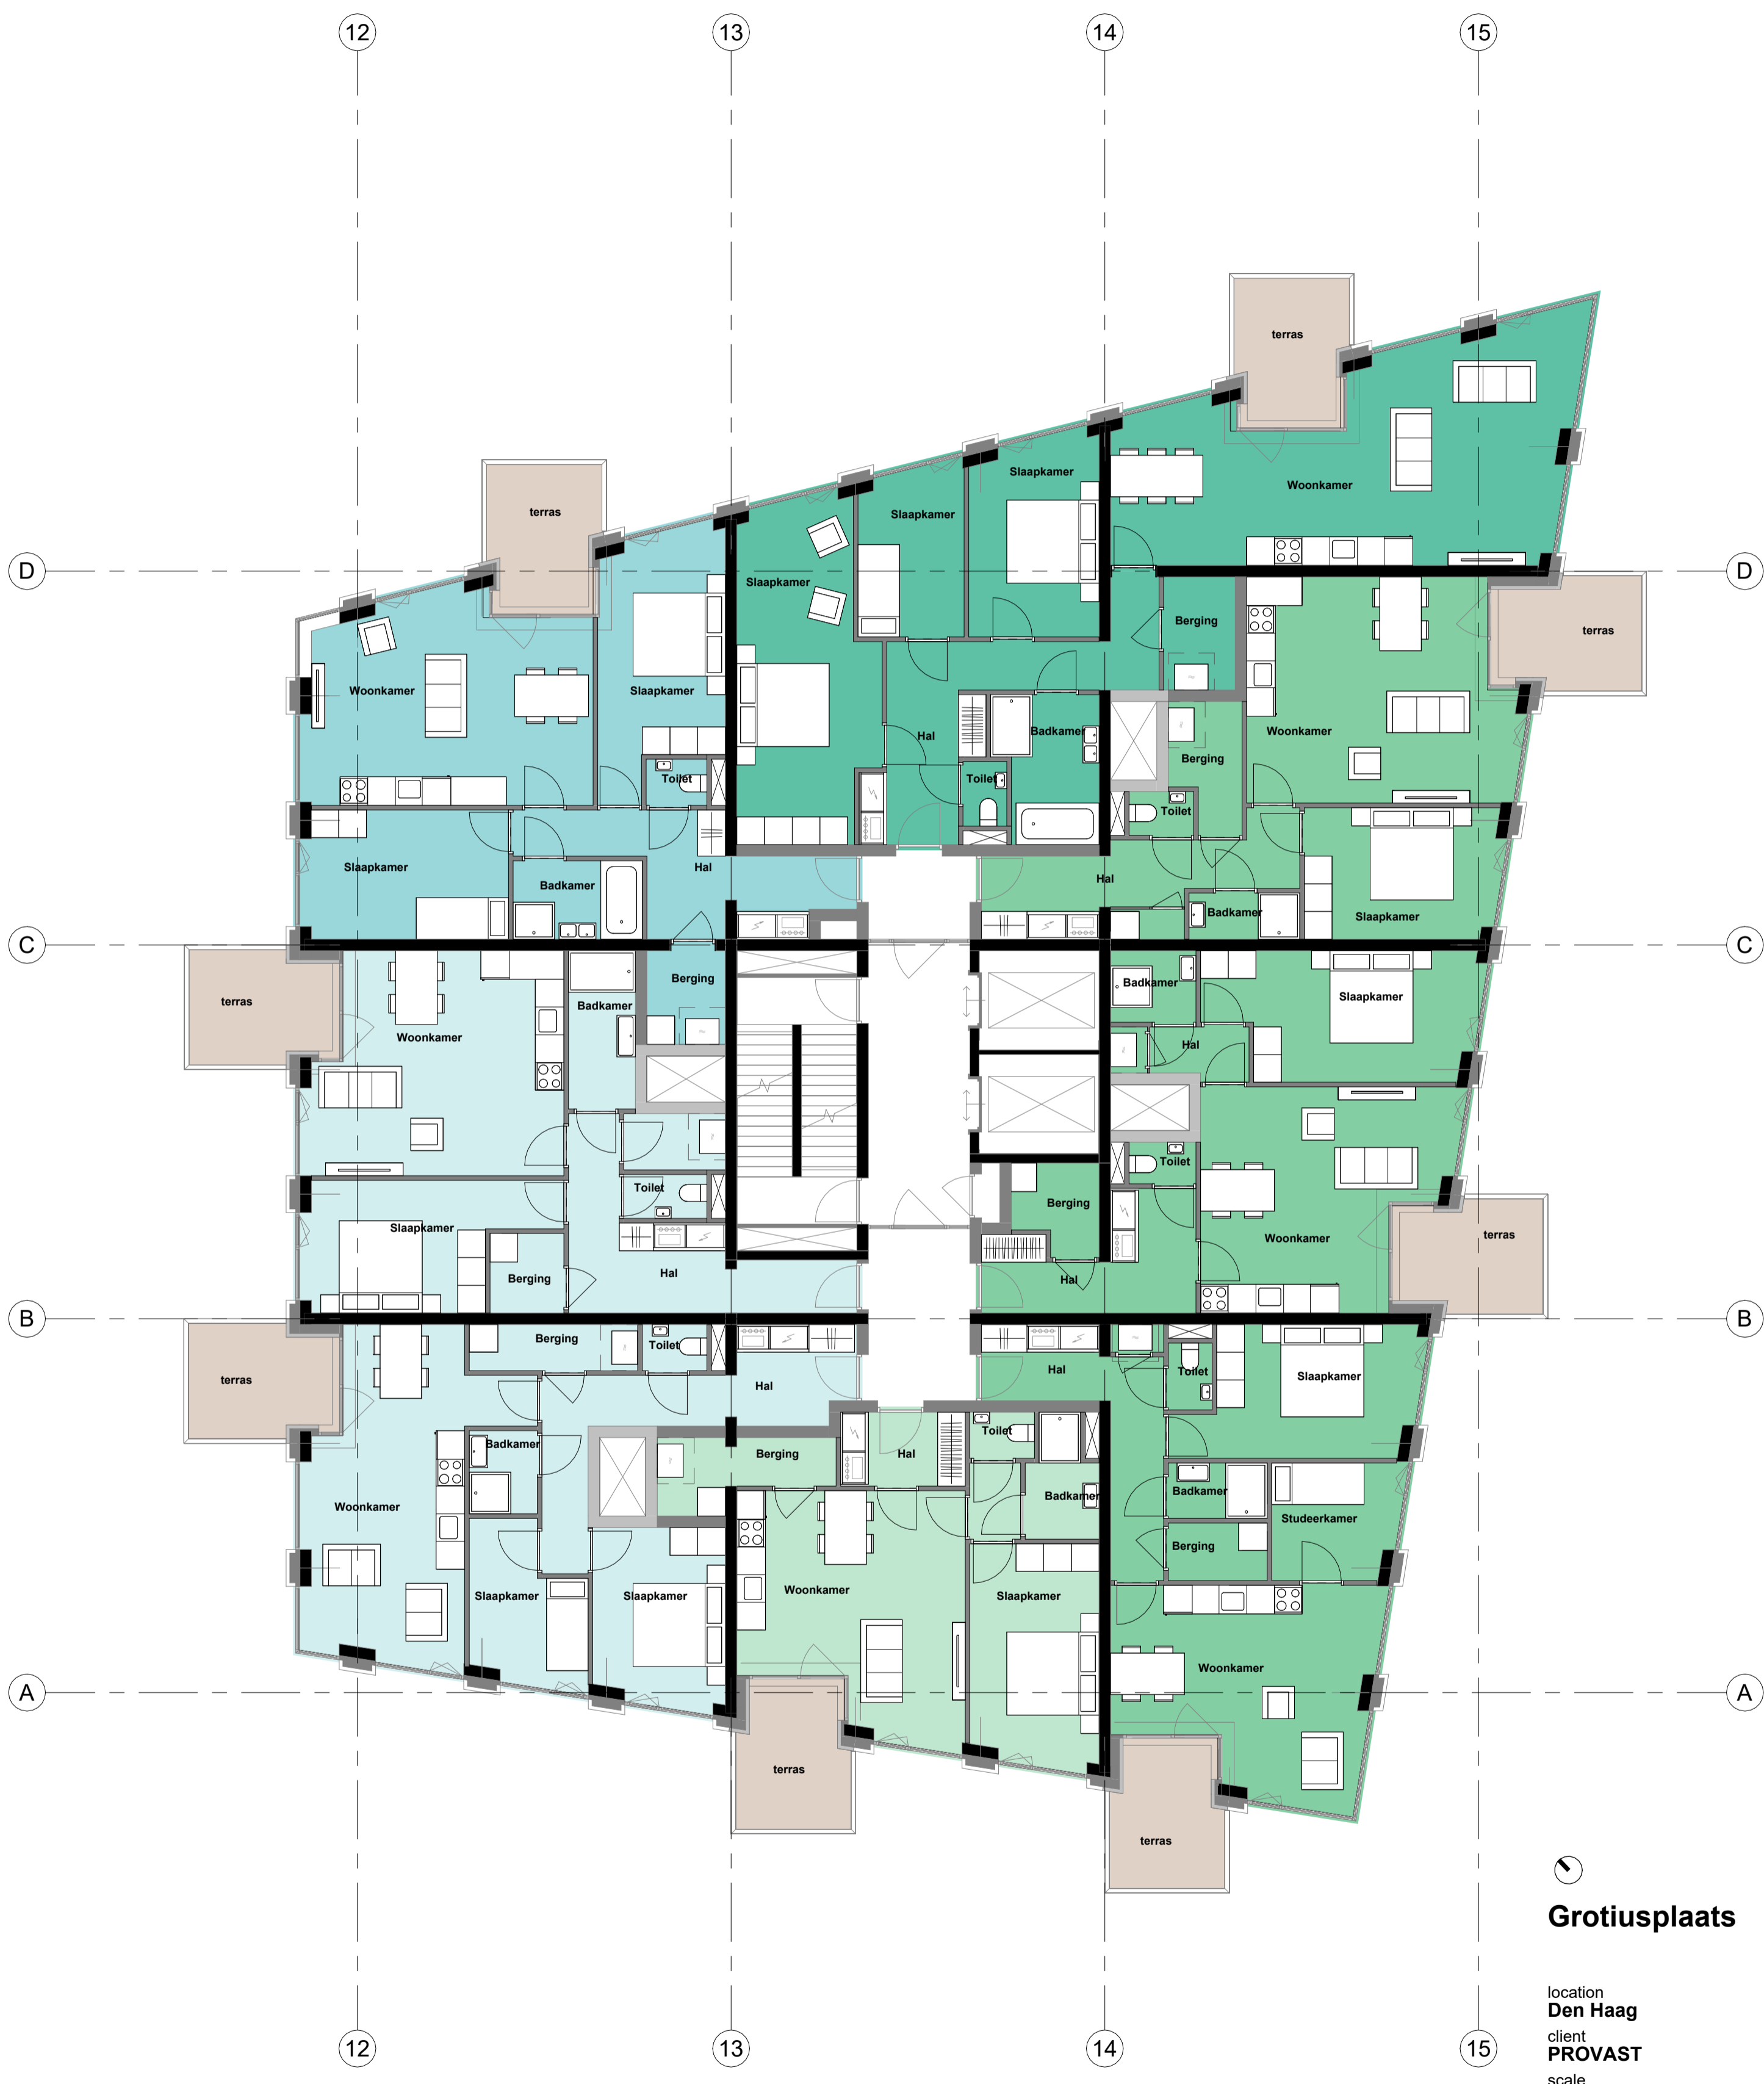 12 13 14 15
terras
Slaapkamer
Woonkamer
terras
Slaapkamer
D
Slaapkamer
D
Berging
terras
Woonkamer
Slaapkamer
Woonkamer
Hal
Badkamer
Berging
Toilet
Toilet
Toilet
Slaapkamer
Hal
Hal
Badkamer
Badkamer
Slaapkamer
C
C
Berging
Badkamer
Slaapkamer
terras
Badkamer
Woonkamer
Hal
Toilet
Toilet
Berging
Slaapkamer
terras
Woonkamer
Hal
Berging
Hal
B
B
Berging
Toilet
Hal
Toilet
Slaapkamer
terras
Hal
Toilet
Badkamer
Berging
Hal
Badkamer
Badkamer
Woonkamer
Studeerkamer
Berging
Slaapkamer
Slaapkamer
Woonkamer
Slaapkamer
Woonkamer
A
A
terras
terras
Grotiusplaats
location
Den Haag
client
PROVAST
scale
12 13 14 15